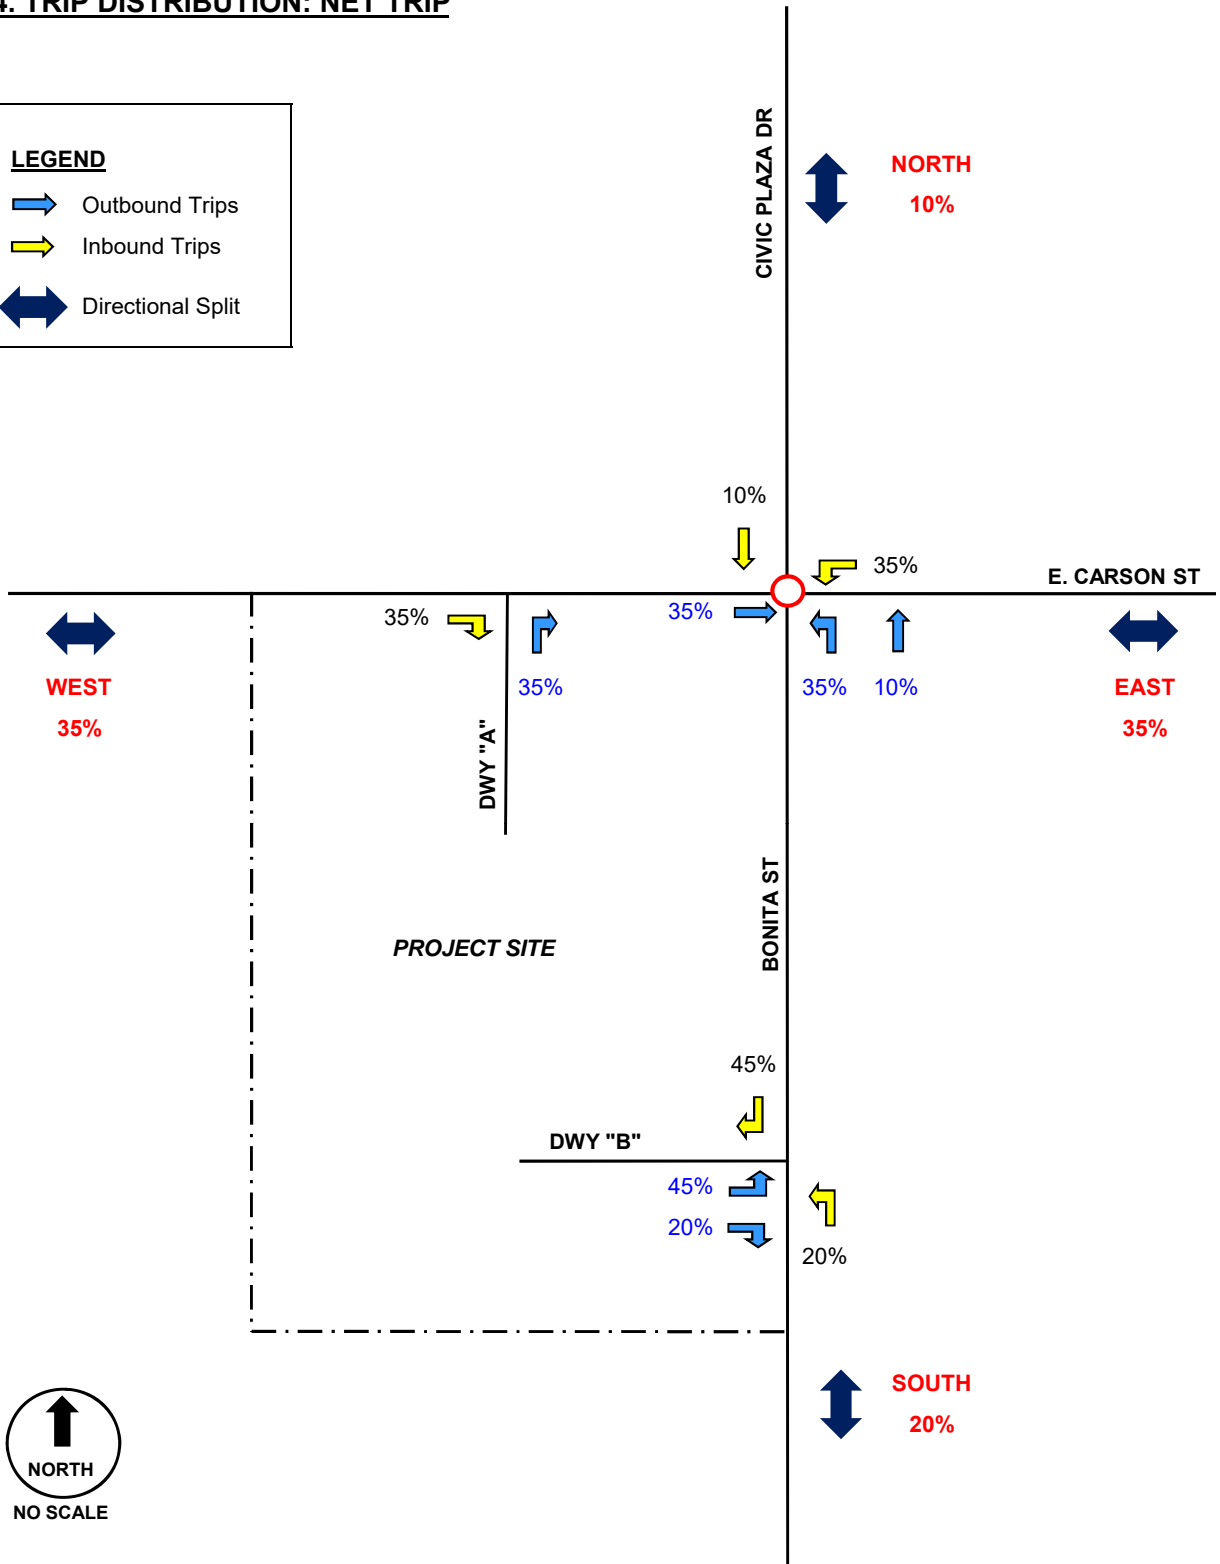 4. TRIP DISTRIBUTION: NET TRIP
LEGEND
Outbound Trips
Inbound Trips
Directional Split
CIVIC PLAZA DR
NORTH
10%
10%
35%
E. CARSON ST
35%
35%
WEST
35%
35%
35%
10%
EAST
35%
DWY "A"
BONITA ST
PROJECT SITE
45%
DWY "B"
45%
20%
20%
SOUTH
20%
NORTH
NO SCALE